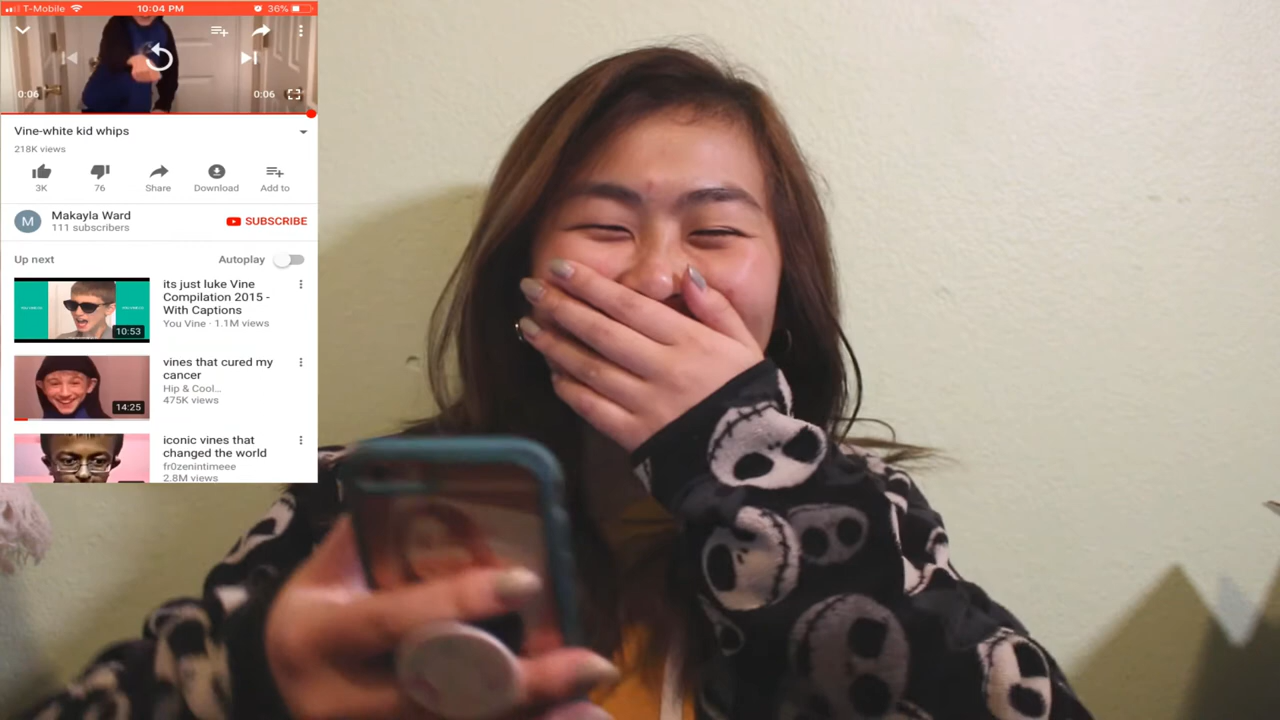 T-Mobile 10:04 PM 36%
0:06 0:06
Vine-white kid whips
218K views
3K 76 Share Download Add to
M Makayla Ward SUBSCRIBE
111 subscribers
Up next Autoplay
its just luke Vine
Compilation 2015 -
With Captions
You Vine · 1.1M views
10:53
vines that cured my
cancer
Hip & Cool...
475K views
14:25
iconic vines that
changed the world
fr0zenintimeee
2.8M views